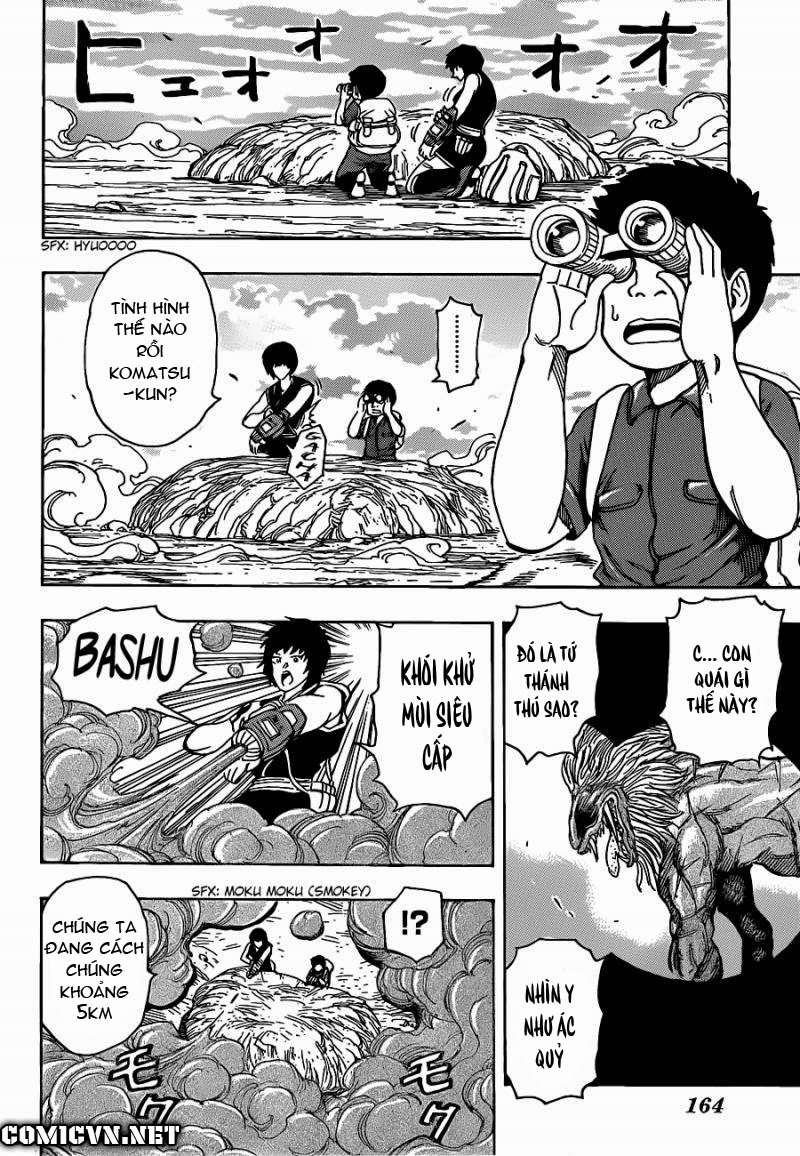 ヒュオオオオ
SFX: HYUOOOO
TÌNH HÌNH
THẾ NÀO
RỒI
KOMATSU
-KUN?
.........
GACHA
C... CON
QUÁI GÌ
THẾ NÀY?
ĐÓ LÀ TỨ
THÁNH
THÚ SAO?
NHÌN Y
NHƯ ÁC
QUỶ
KHÓI KHỬ
MÙI SIÊU
CẤP
BASHU
SFX: MOKU MOKU (SMOKEY)
!?
CHÚNG TA
ĐANG CÁCH
CHÚNG
KHOẢNG
5KM
モク
モク
164
COMICVN.NET